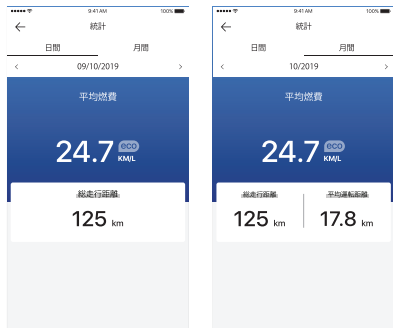 9:41 AM 100%
統計
日間 月間
09/10/2019
平均燃費
24.7 eco KM/L
総走行距離
125 km
9:41 AM 100%
統計
日間 月間
10/2019
平均燃費
24.7 eco KM/L
総走行距離 平均運転距離
125 km 17.8 km